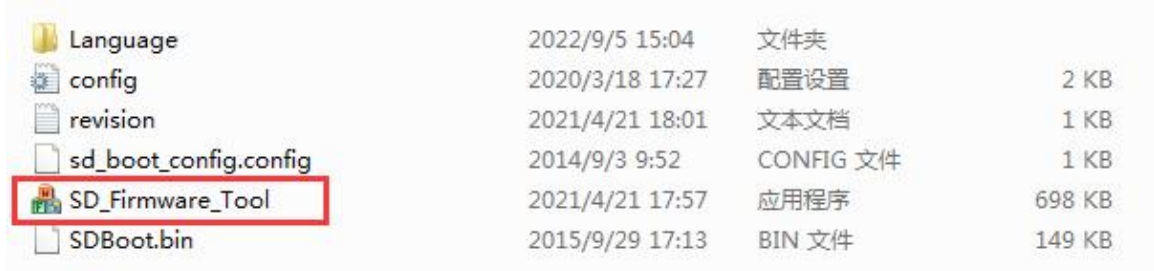 Language 2022/9/5 15:04 文件夹
config 2020/3/18 17:27 配置设置 2 KB
revision 2021/4/21 18:01 文本文档 1 KB
sd_boot_config.config 2014/9/3 9:52 CONFIG 文件 1 KB
SD_Firmware_Tool 2021/4/21 17:57 应用程序 698 KB
SDBoot.bin 2015/9/29 17:13 BIN 文件 149 KB